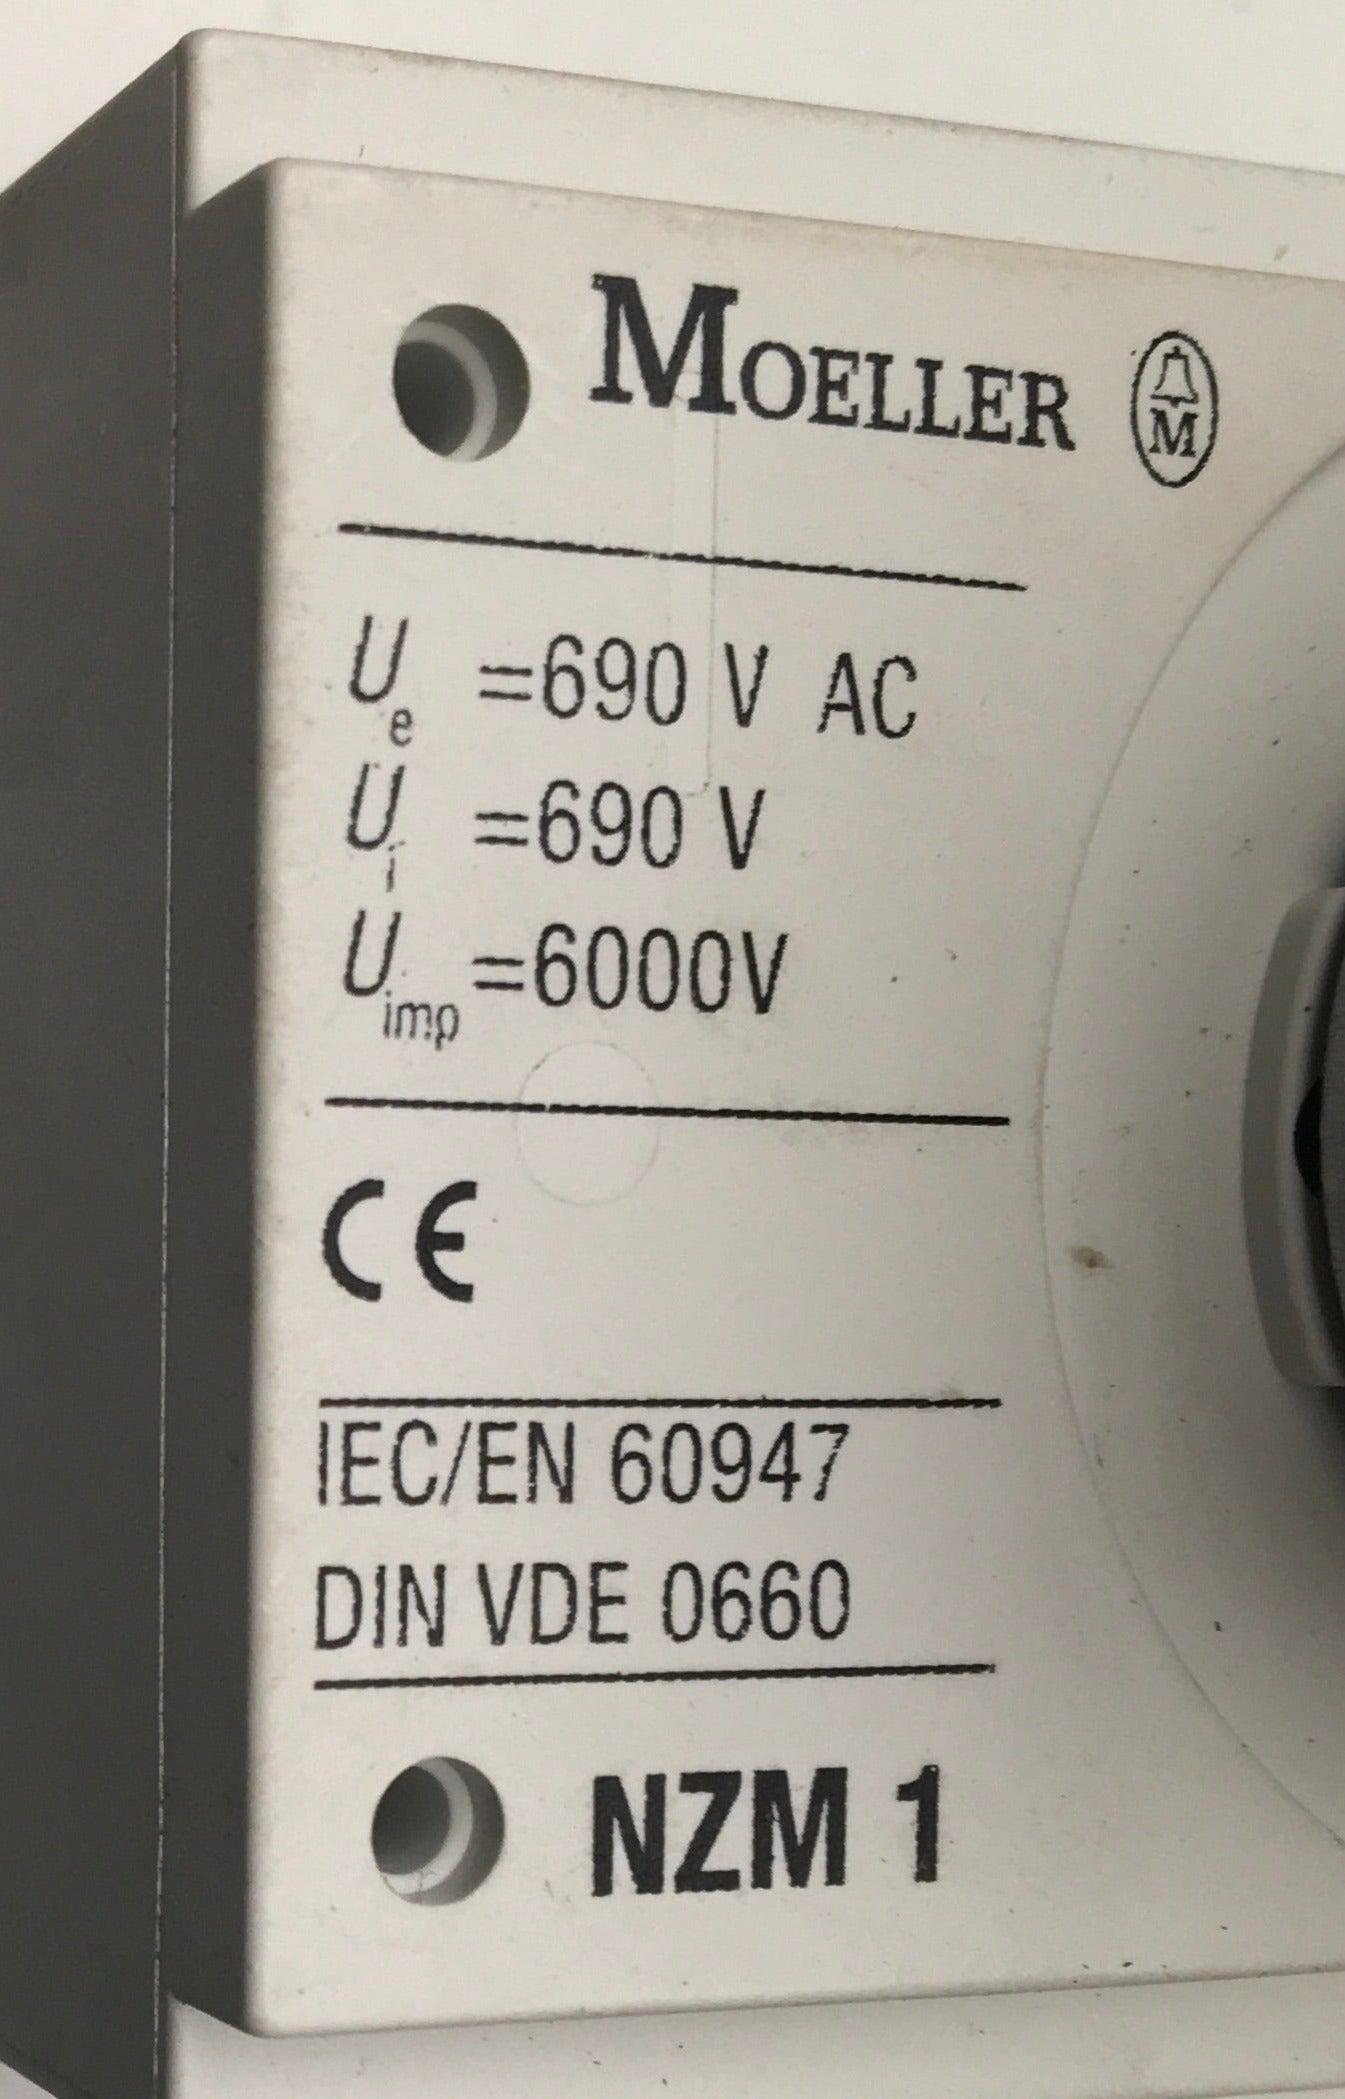 MOELLER M
Ue =690 V AC
Ui =690 V
Uimp =6000V
CE
IEC/EN 60947
DIN VDE 0660
NZM 1